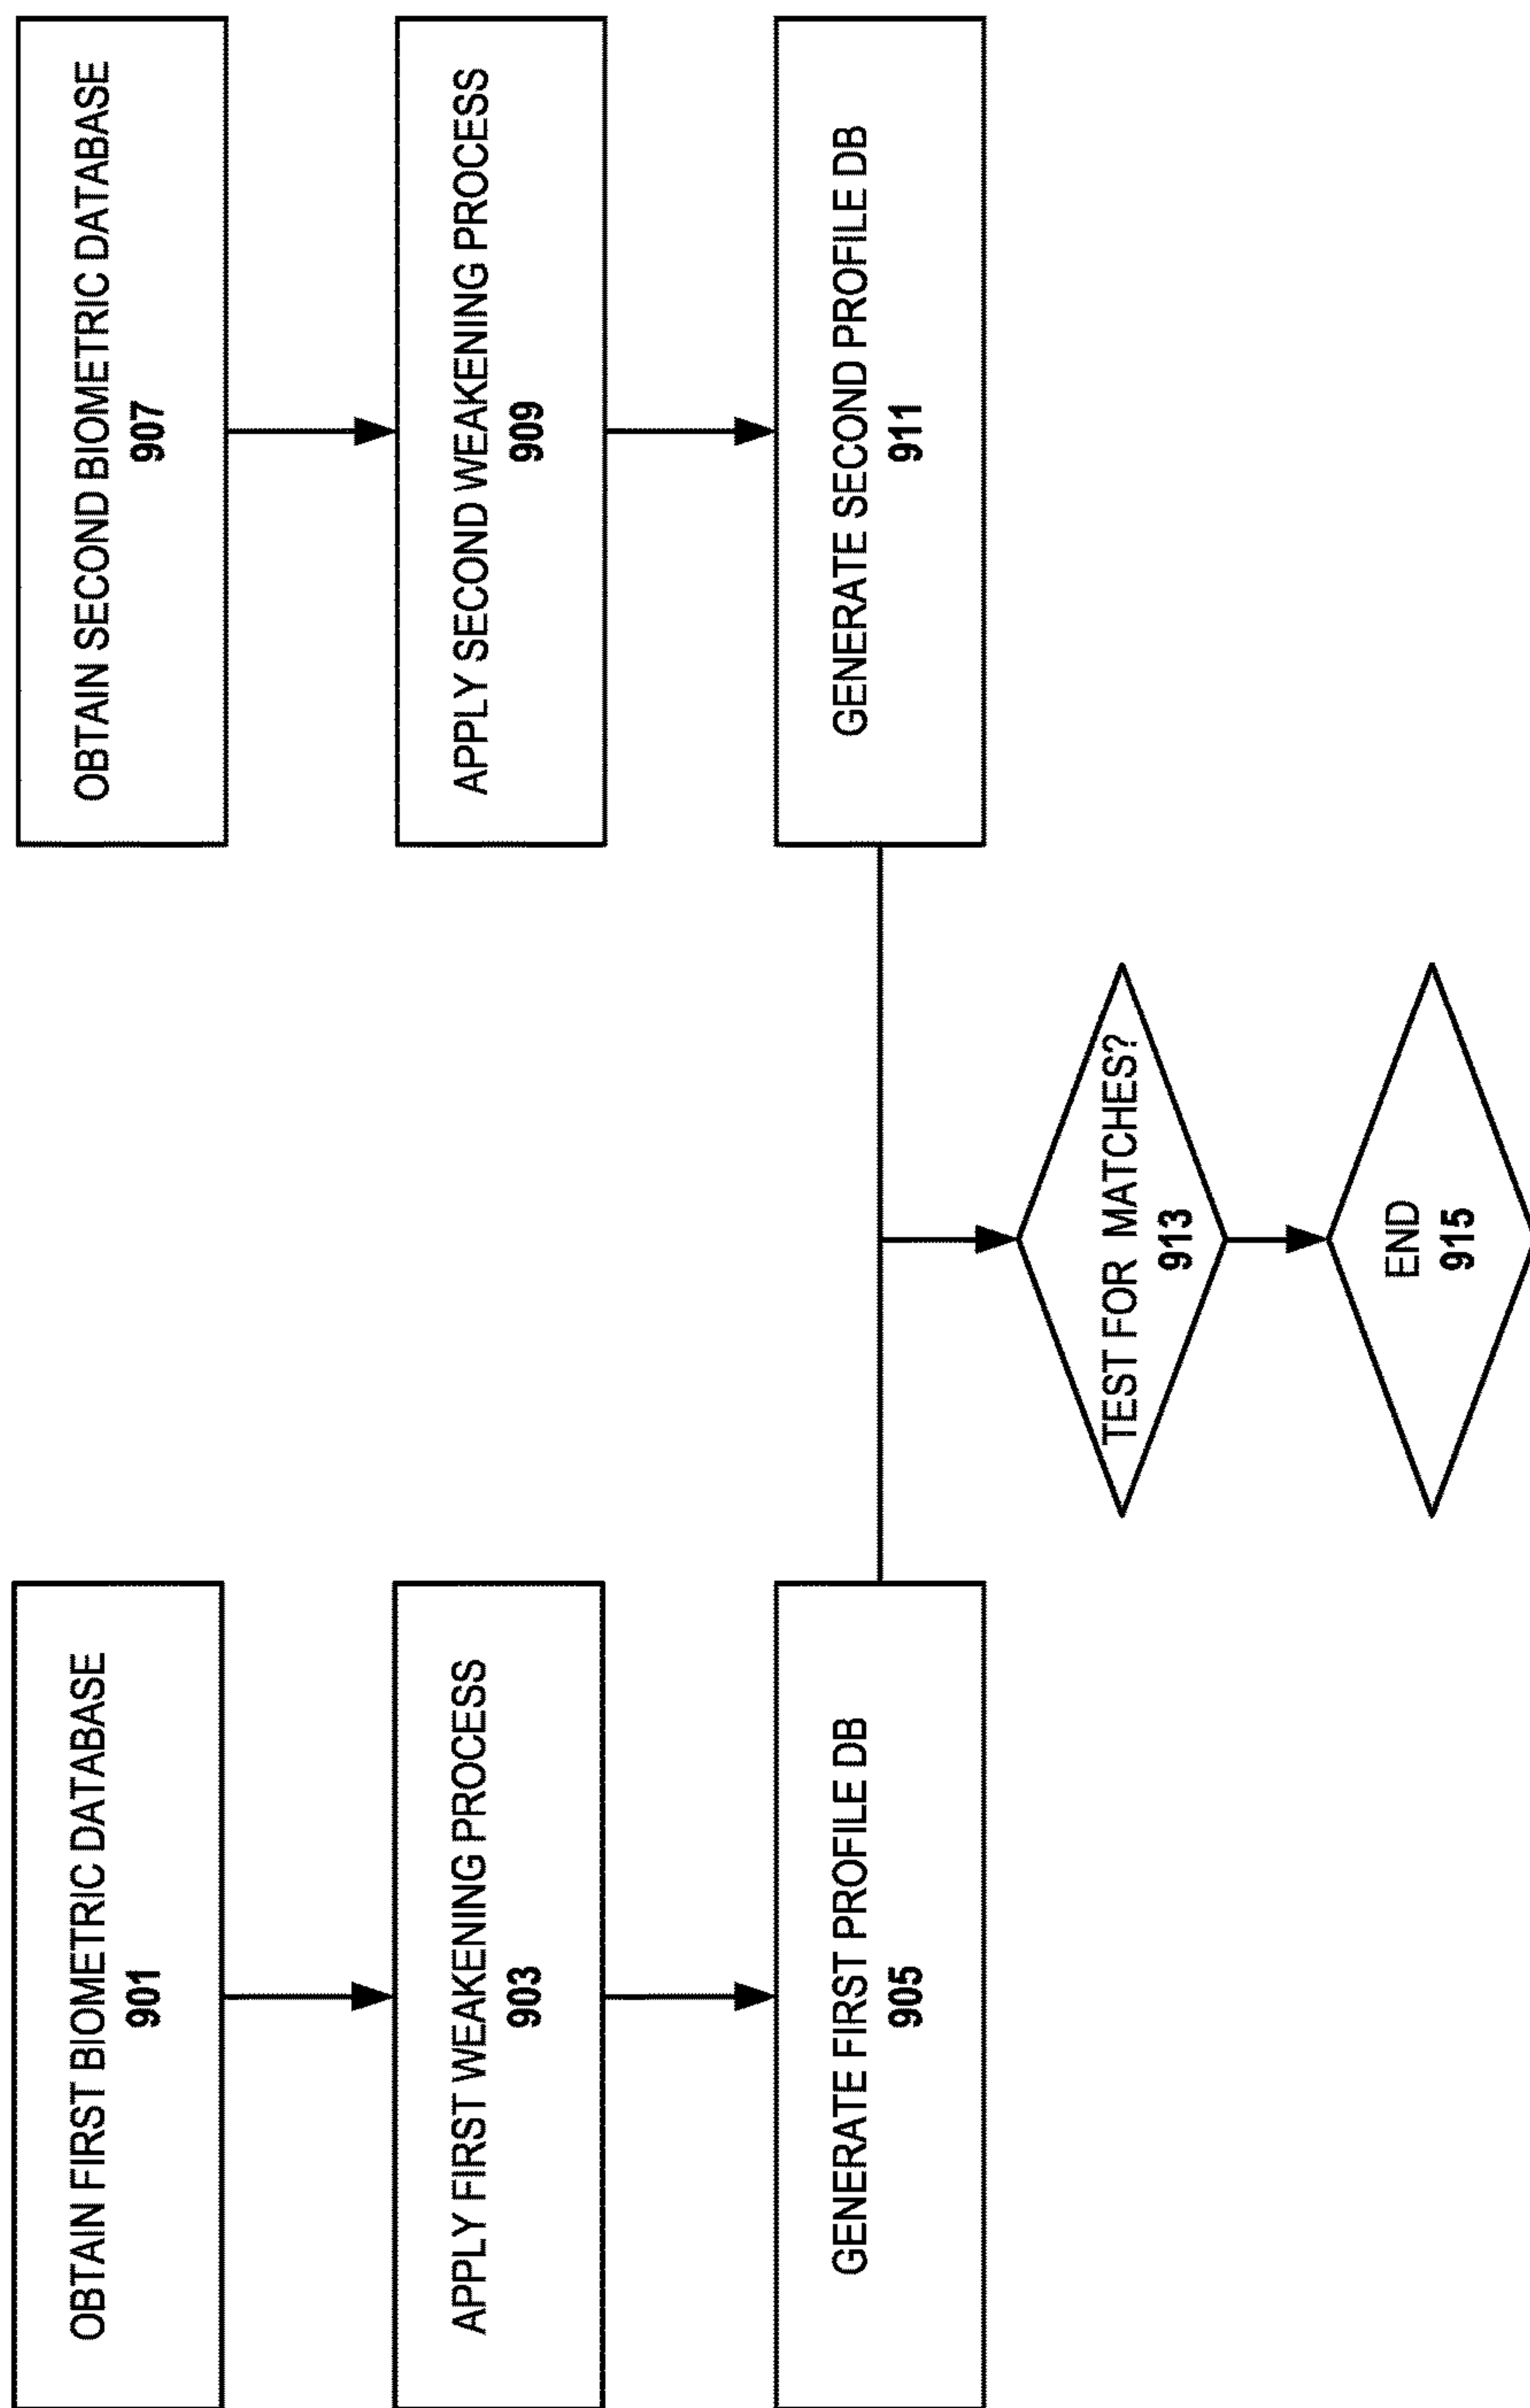 OBTAIN FIRST BIOMETRIC DATABASE
901
APPLY FIRST WEAKENING PROCESS
903
GENERATE FIRST PROFILE DB
905
OBTAIN SECOND BIOMETRIC DATABASE
907
APPLY SECOND WEAKENING PROCESS
909
GENERATE SECOND PROFILE DB
911
TEST FOR MATCHES?
913
END
915